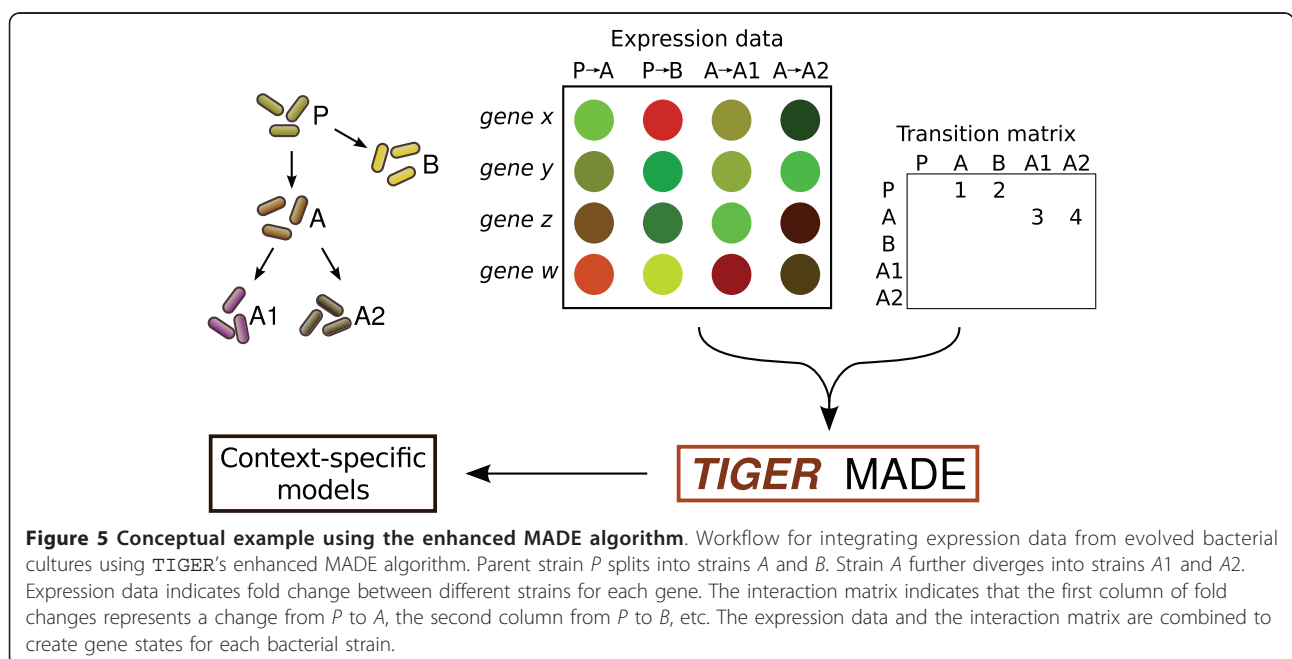 Expression data
P→A P→B A→A1 A→A2
P
B
A
A1
A2
gene x
gene y
gene z
gene w
Transition matrix
P A B A1 A2
P 1 2
A 3 4
B
A1
A2
Context-specific
models
TIGER MADE
Figure 5 Conceptual example using the enhanced MADE algorithm. Workflow for integrating expression data from evolved bacterial
cultures using TIGER's enhanced MADE algorithm. Parent strain P splits into strains A and B. Strain A further diverges into strains A1 and A2.
Expression data indicates fold change between different strains for each gene. The interaction matrix indicates that the first column of fold
changes represents a change from P to A, the second column from P to B, etc. The expression data and the interaction matrix are combined to
create gene states for each bacterial strain.